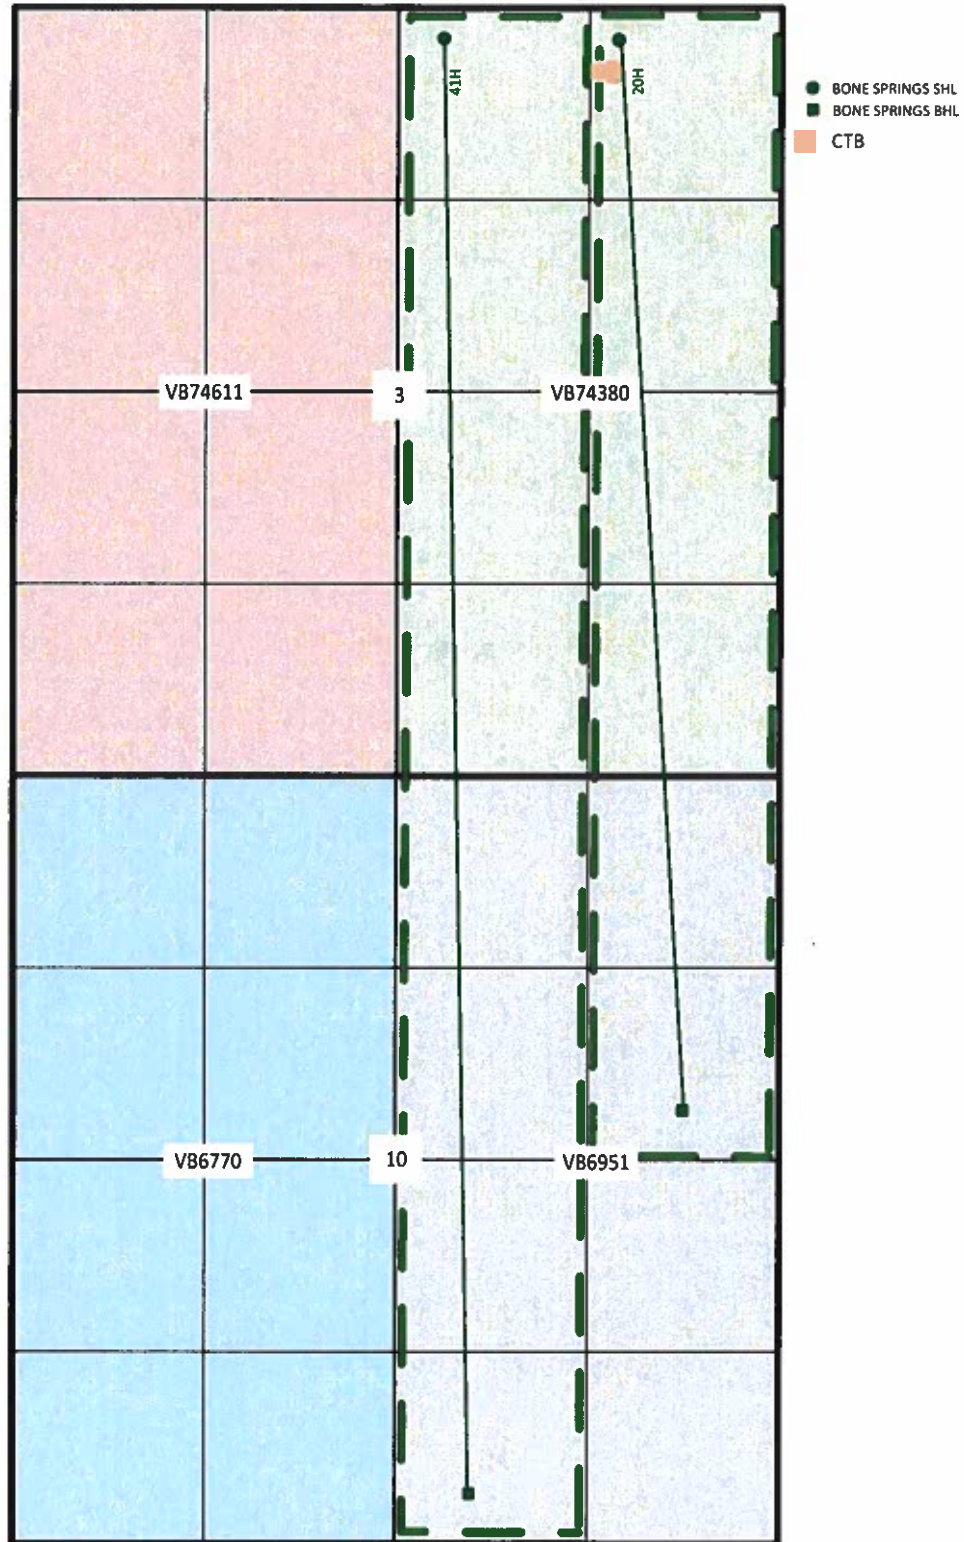 41H
20H
BONE SPRINGS SHL
BONE SPRINGS BHL
CTB
VB74611
3
VB74380
VB6770
10
VB6951